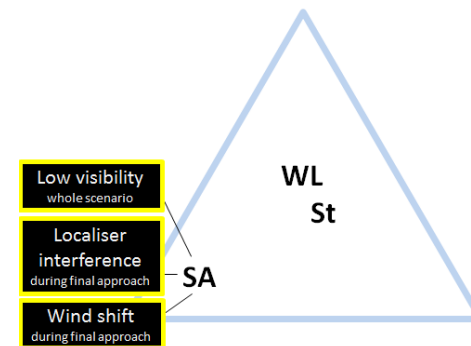 WL
St
Low visibility
whole scenario
Localiser
interference
during final approach
SA
Wind shift
during final approach